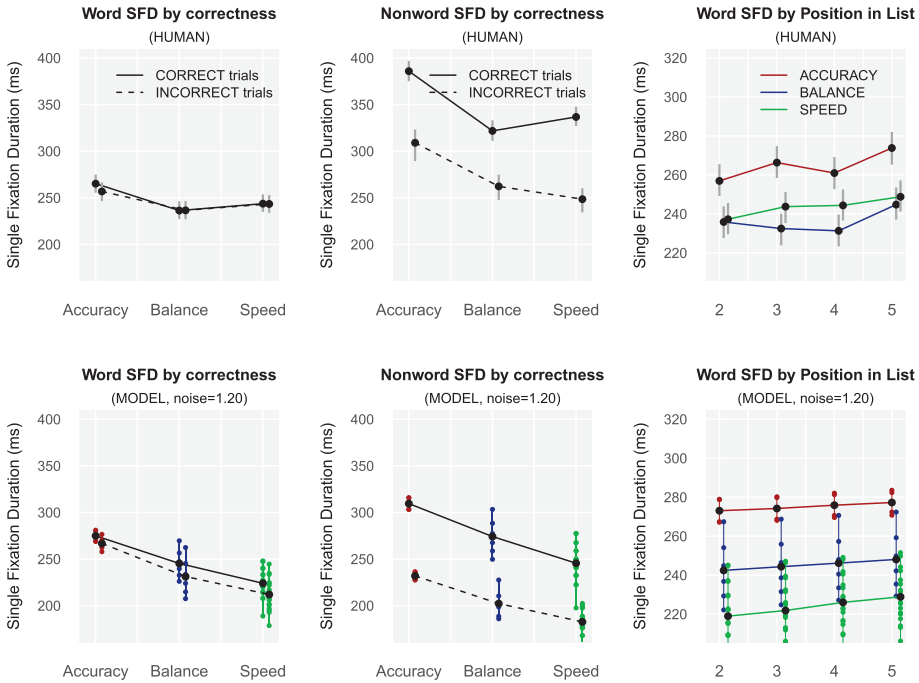 Word SFD by correctness
(HUMAN)
Single Fixation Duration (ms)
400
350
300
250
200
CORRECT trials
INCORRECT trials
Accuracy Balance Speed
Nonword SFD by correctness
(HUMAN)
Single Fixation Duration (ms)
400
350
300
250
200
CORRECT trials
INCORRECT trials
Accuracy Balance Speed
Word SFD by Position in List
(HUMAN)
Single Fixation Duration (ms)
320
300
280
260
240
220
ACCURACY
BALANCE
SPEED
2 3 4 5
Word SFD by correctness
(MODEL, noise=1.20)
Single Fixation Duration (ms)
400
350
300
250
200
Accuracy Balance Speed
Nonword SFD by correctness
(MODEL, noise=1.20)
Single Fixation Duration (ms)
400
350
300
250
200
Accuracy Balance Speed
Word SFD by Position in List
(MODEL, noise=1.20)
Single Fixation Duration (ms)
320
300
280
260
240
220
2 3 4 5